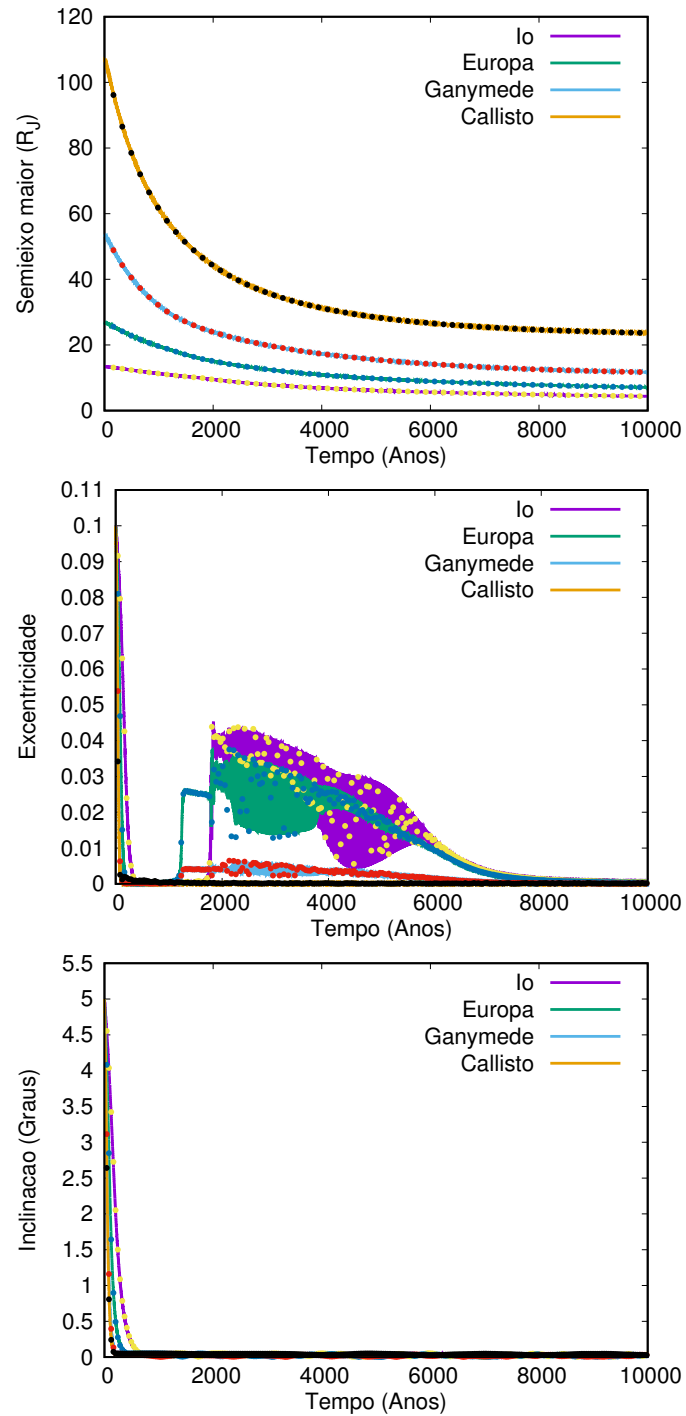 Io
Europa
Ganymede
Callisto
Semieixo maior (R_J)
120
100
80
60
40
20
0
0 2000 4000 6000 8000 10000
Tempo (Anos)
Io
Europa
Ganymede
Callisto
Excentricidade
0.11
0.1
0.09
0.08
0.07
0.06
0.05
0.04
0.03
0.02
0.01
0
0 2000 4000 6000 8000 10000
Tempo (Anos)
Io
Europa
Ganymede
Callisto
Inclinacao (Graus)
5.5
5
4.5
4
3.5
3
2.5
2
1.5
1
0.5
0
0 2000 4000 6000 8000 10000
Tempo (Anos)